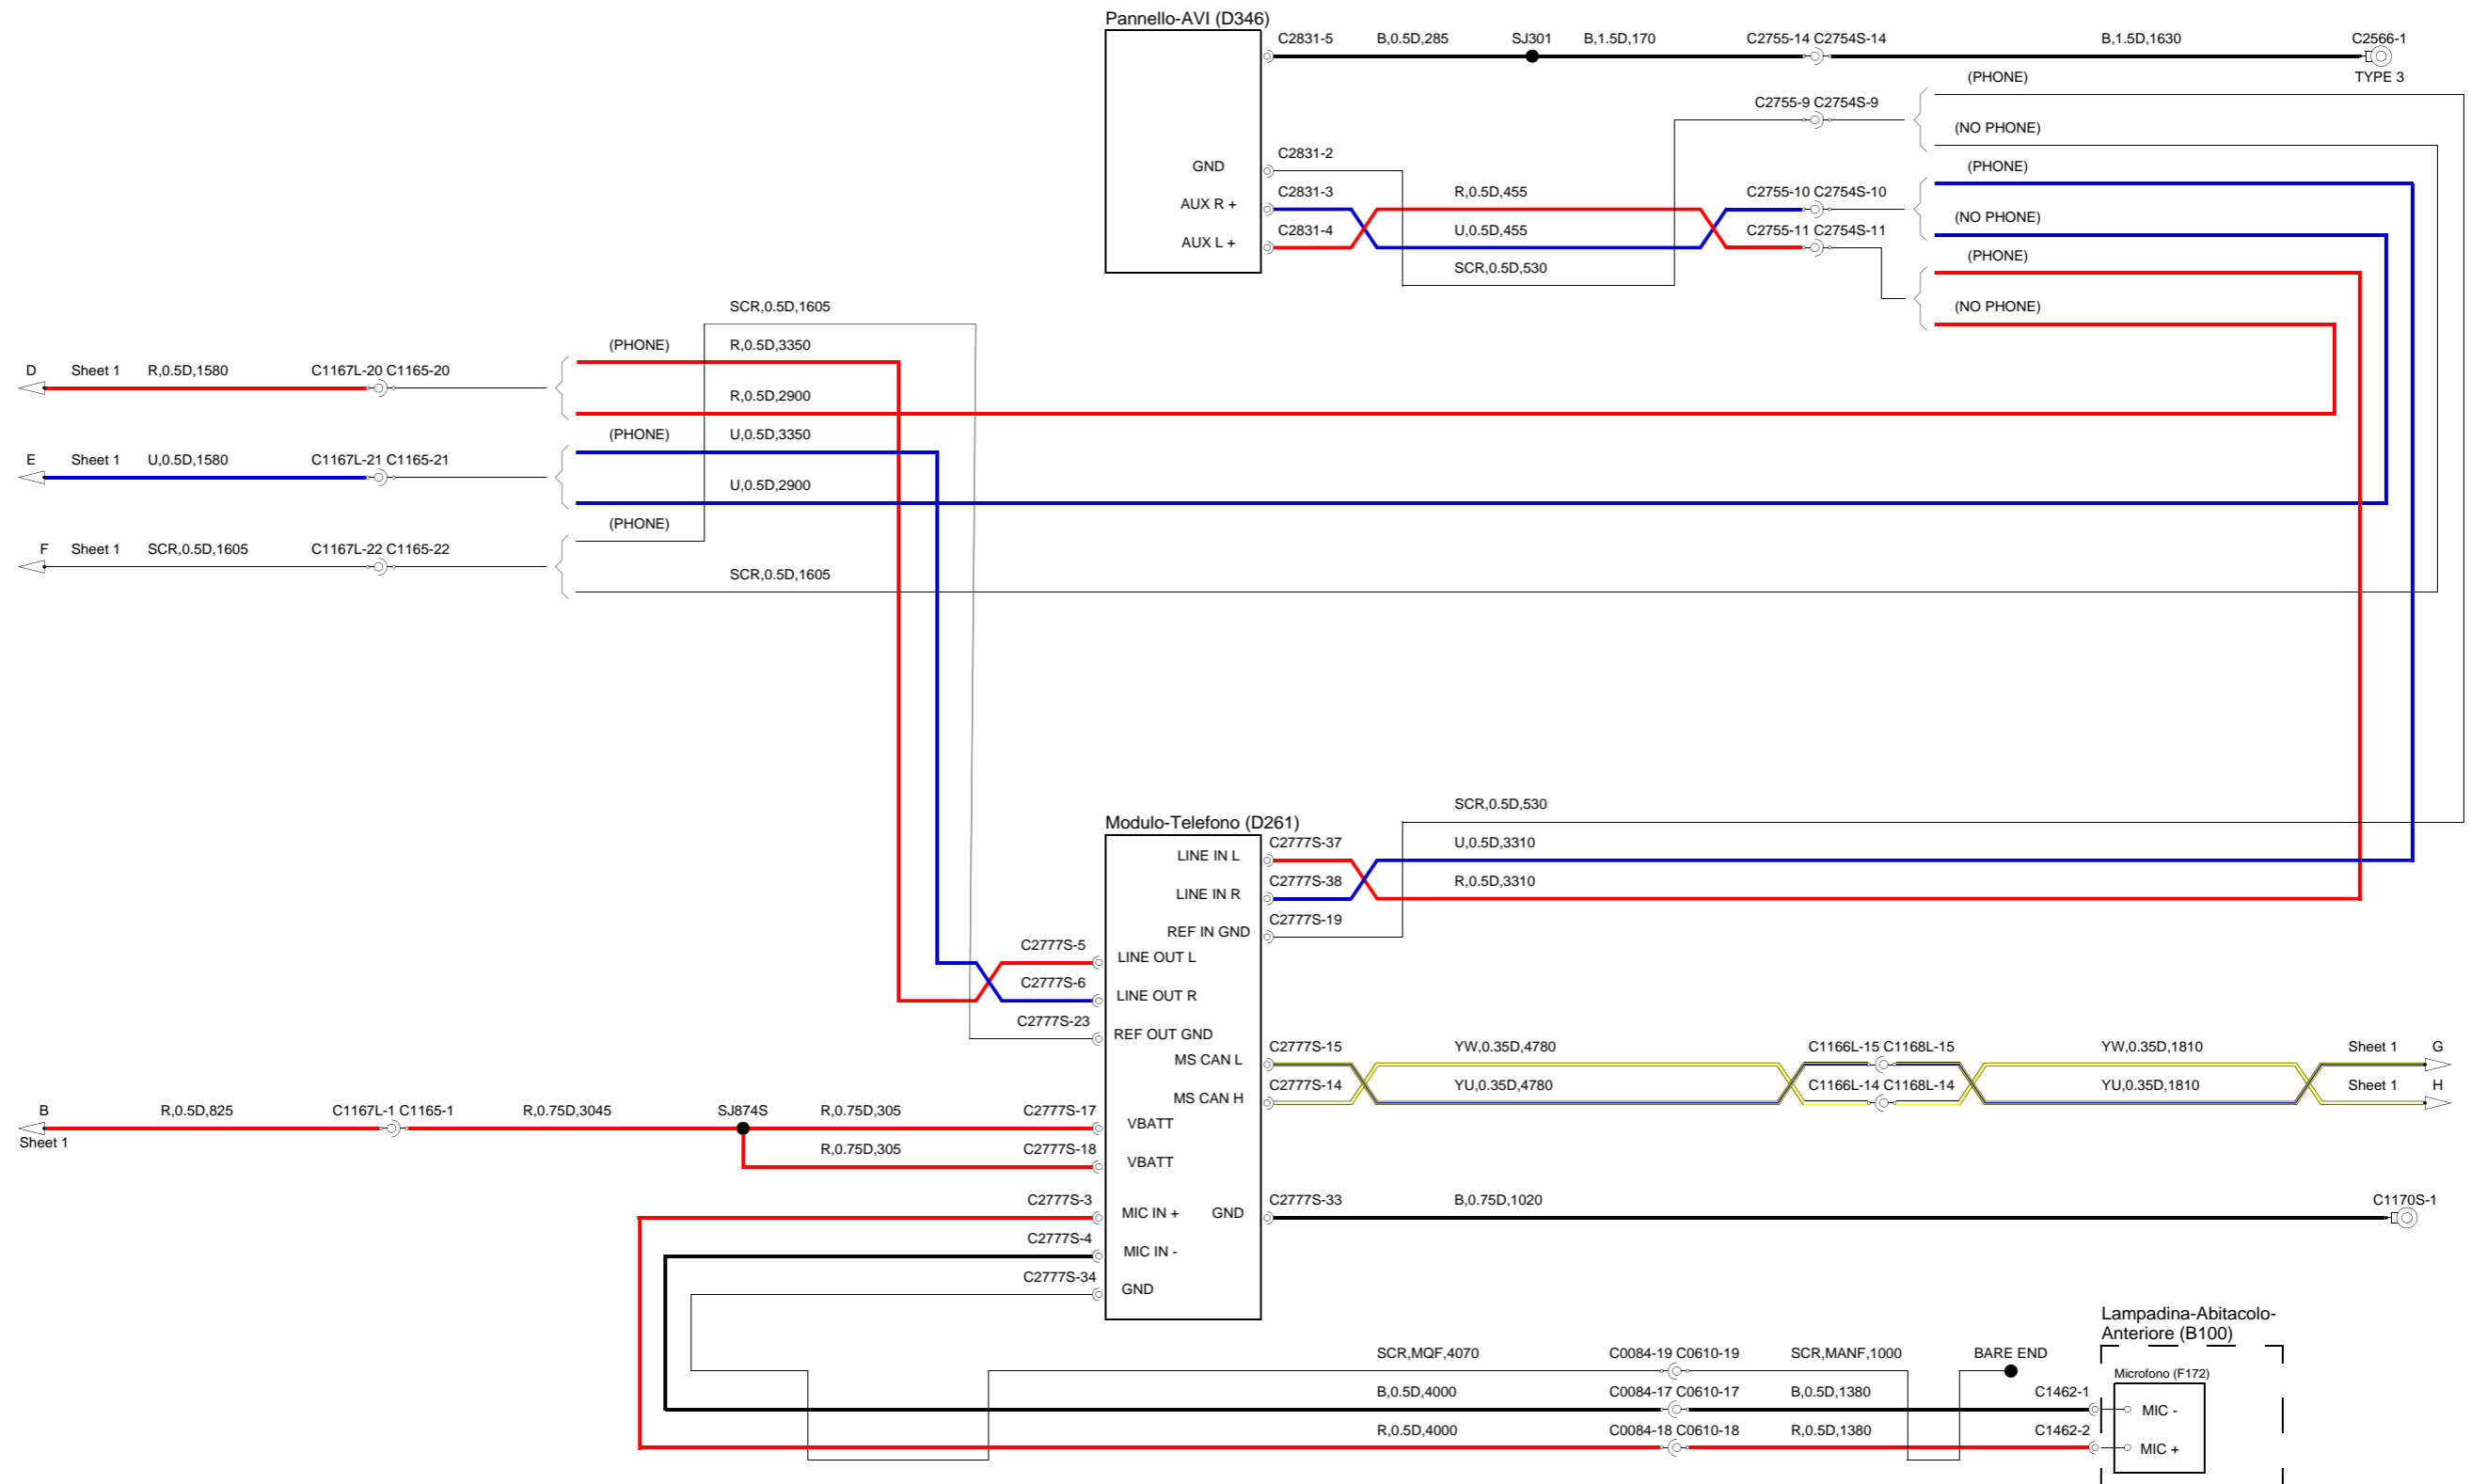 Pannello-AVI (D346)
C2831-5 B,0.5D,285 SJ301 B,1.5D,170 C2755-14 C2754S-14 B,1.5D,1630 C2566-1
TYPE 3
(PHONE)
C2755-9 C2754S-9
(NO PHONE)
C2831-2
GND
(PHONE)
C2831-3 R,0.5D,455 C2755-10 C2754S-10
AUX R +
(NO PHONE)
C2831-4 U,0.5D,455 C2755-11 C2754S-11
AUX L +
(PHONE)
SCR,0.5D,530
(NO PHONE)
SCR,0.5D,1605
(PHONE) R,0.5D,3350
D Sheet 1 R,0.5D,1580 C1167L-20 C1165-20
R,0.5D,2900
(PHONE) U,0.5D,3350
E Sheet 1 U,0.5D,1580 C1167L-21 C1165-21
U,0.5D,2900
(PHONE)
F Sheet 1 SCR,0.5D,1605 C1167L-22 C1165-22
SCR,0.5D,1605
SCR,0.5D,530
Modulo-Telefono (D261)
C2777S-37 U,0.5D,3310
LINE IN L
C2777S-38 R,0.5D,3310
LINE IN R
C2777S-19
REF IN GND
C2777S-5
LINE OUT L
C2777S-6
LINE OUT R
C2777S-23
REF OUT GND
C2777S-15 YW,0.35D,4780 C1166L-15 C1168L-15 YW,0.35D,1810 Sheet 1 G
MS CAN L
C2777S-14 YU,0.35D,4780 C1166L-14 C1168L-14 YU,0.35D,1810 Sheet 1 H
MS CAN H
B R,0.5D,825 C1167L-1 C1165-1 R,0.75D,3045 SJ874S R,0.75D,305 C2777S-17
VBATT
Sheet 1
R,0.75D,305 C2777S-18
VBATT
C2777S-3 C2777S-33 B,0.75D,1020 C1170S-1
MIC IN + GND
C2777S-4
MIC IN -
C2777S-34
GND
Lampadina-Abitacolo-
Anteriore (B100)
SCR,MQF,4070 C0084-19 C0610-19 SCR,MANF,1000 BARE END
Microfono (F172)
B,0.5D,4000 C0084-17 C0610-17 B,0.5D,1380 C1462-1
MIC -
R,0.5D,4000 C0084-18 C0610-18 R,0.5D,1380 C1462-2
MIC +